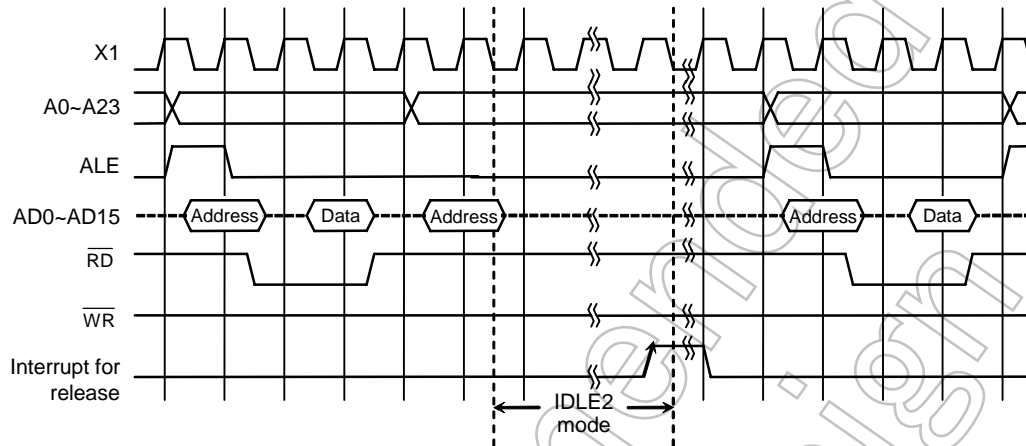 X1
A0~A23
ALE
AD0~AD15 Address Data Address Address Data
RD
WR
Interrupt for
release
IDLE2
mode